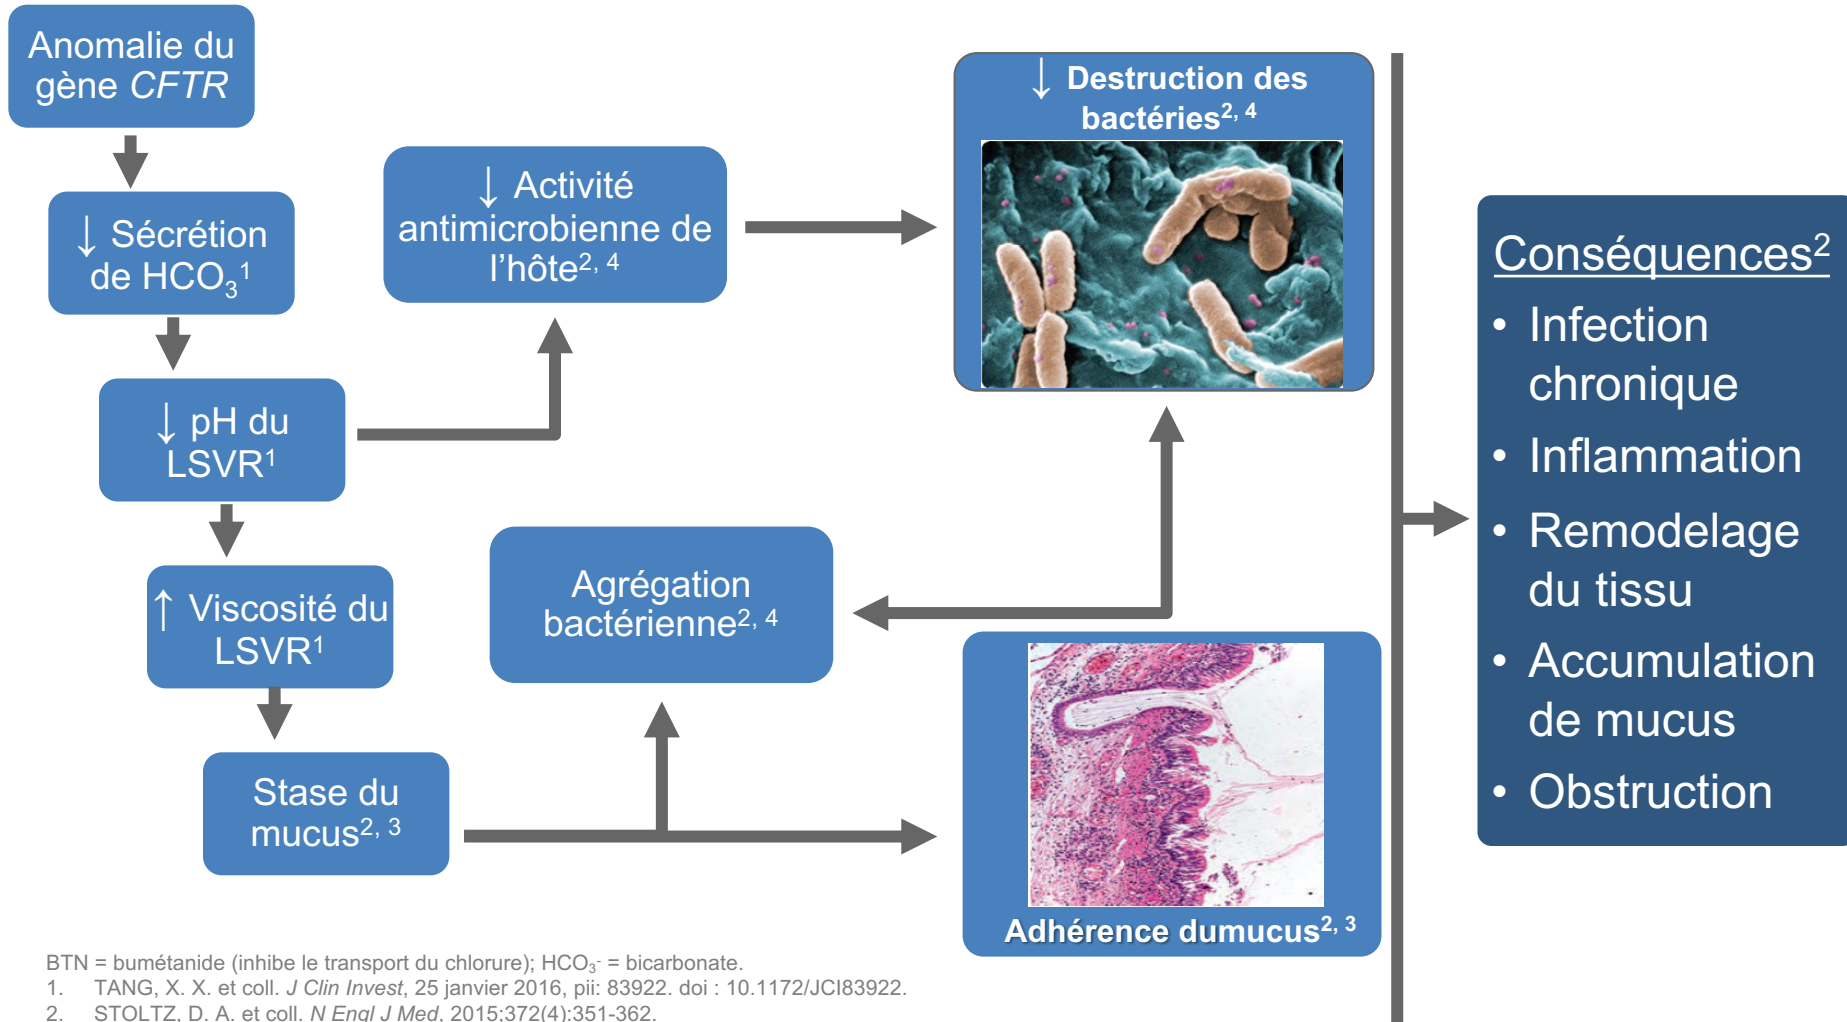 Anomalie du
gène CFTR
↓ Sécrétion
de HCO₃¹
↓ pH du
LSVR¹
↑ Viscosité du
LSVR¹
Stase du
mucus²,³
↓ Activité
antimicrobienne de
l'hôte²,⁴
Agrégation
bactérienne²,⁴
↓ Destruction des
bactéries²,⁴
Adhérence dumucus²,³
Conséquences²
• Infection
chronique
• Inflammation
• Remodelage
du tissu
• Accumulation
de mucus
• Obstruction
BTN = bumétanide (inhibe le transport du chlorure); HCO₃- = bicarbonate.
1. TANG, X. X. et coll. J Clin Invest, 25 janvier 2016, pii: 83922. doi : 10.1172/JCI83922.
2. STOLTZ, D. A. et coll. N Engl J Med, 2015;372(4):351-362.